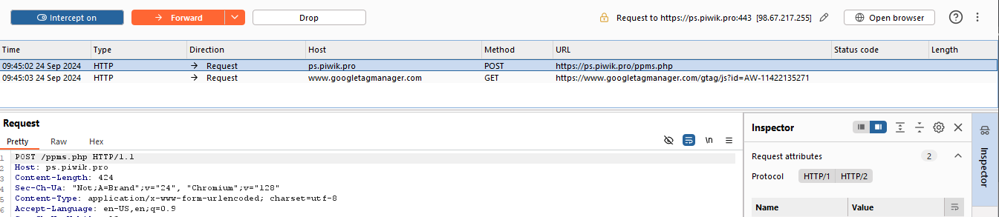 Intercept on Forward Drop Request to https://ps.piwik.pro:443 [98.67.217.255] Open browser
Time Type Direction Host Method URL Status code Length
09:45:02 24 Sep 2024 HTTP → Request ps.piwik.pro POST https://ps.piwik.pro/ppms.php
09:45:03 24 Sep 2024 HTTP → Request www.googletagmanager.com GET https://www.googletagmanager.com/gtag/js?id=AW-11422135271
Request
Pretty Raw Hex \n
1 POST /ppms.php HTTP/1.1
2 Host: ps.piwik.pro
3 Content-Length: 424
4 Sec-Ch-Ua: "Not;A=Brand";v="24", "Chromium";v="128"
5 Content-Type: application/x-www-form-urlencoded; charset=utf-8
6 Accept-Language: en-US,en;q=0.9
Inspector
Request attributes 2
Protocol HTTP/1 HTTP/2
Name Value
Inspector